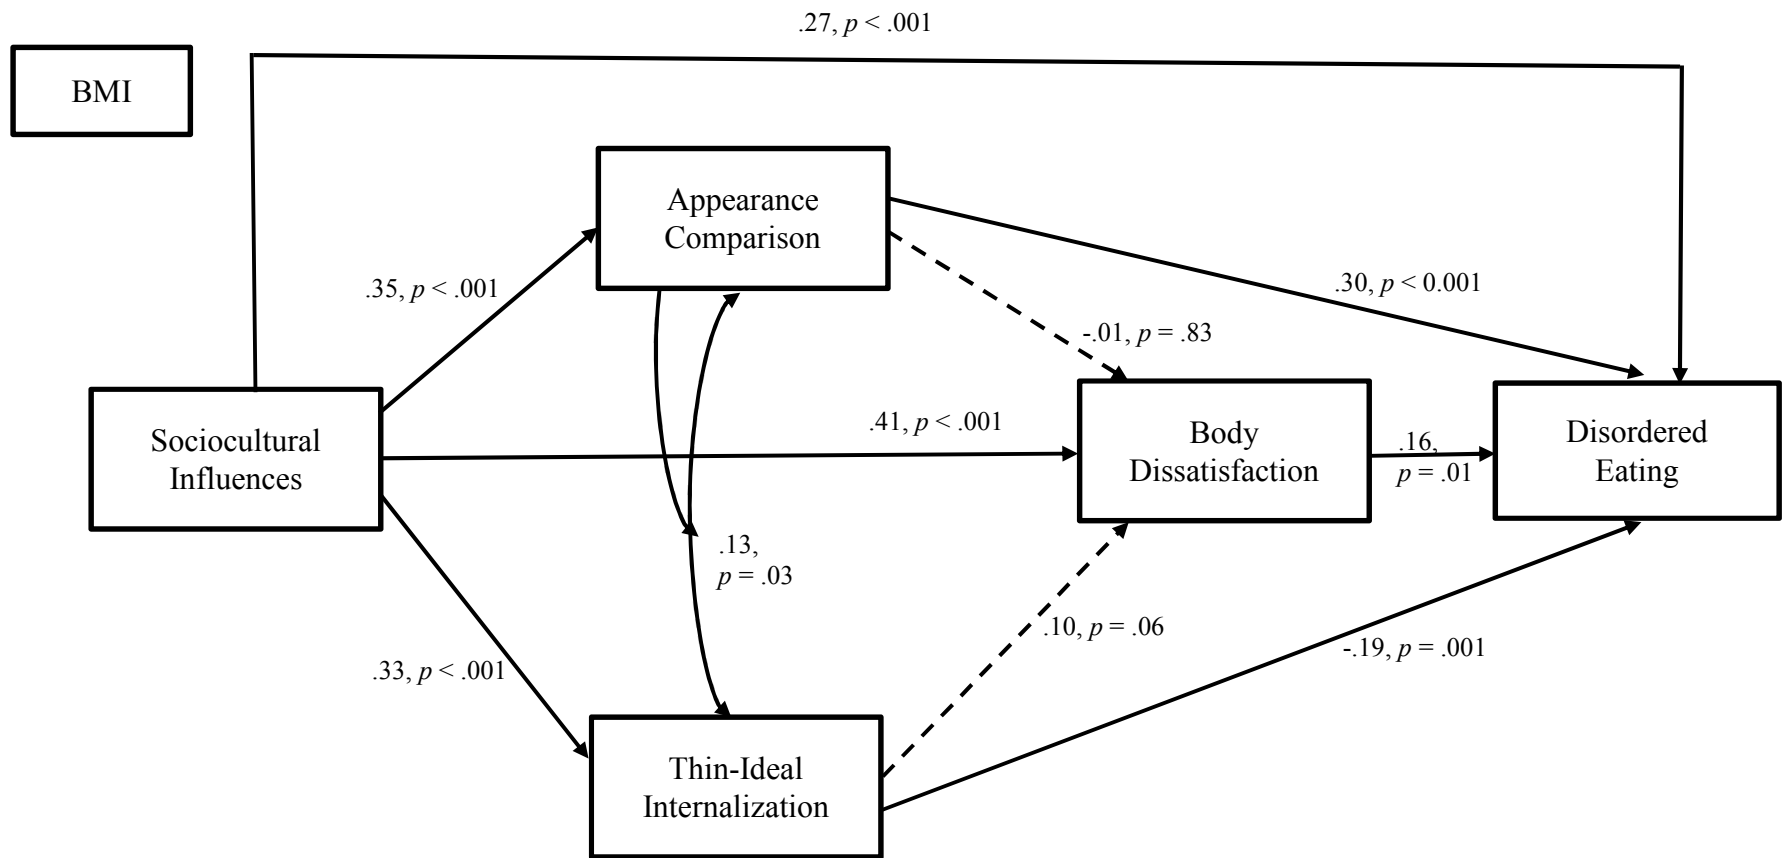 .27, p < .001
BMI
Appearance
Comparison
.35, p < .001
.30, p < 0.001
-.01, p = .83
Sociocultural
Influences
.41, p < .001
Body
Dissatisfaction
.16,
p = .01
Disordered
Eating
.13,
p = .03
.10, p = .06
.33, p < .001
-.19, p = .001
Thin-Ideal
Internalization